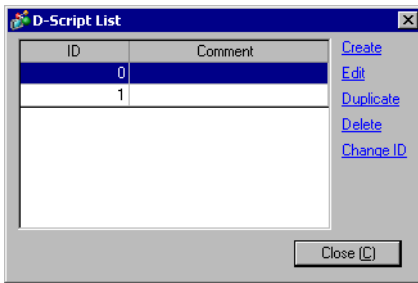 D-Script List
ID Comment Create
0 Edit
1 Duplicate
Delete
Change ID
Close (C)